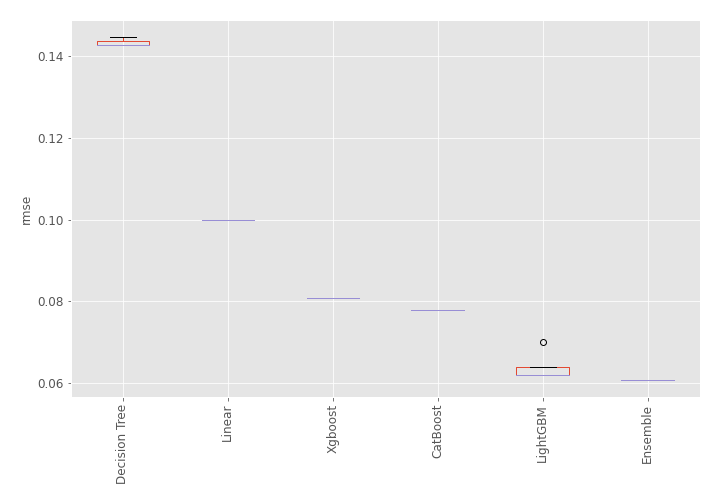 rmse
0.14
0.12
0.10
0.08
0.06
Decision Tree
Linear
Xgboost
CatBoost
LightGBM
Ensemble